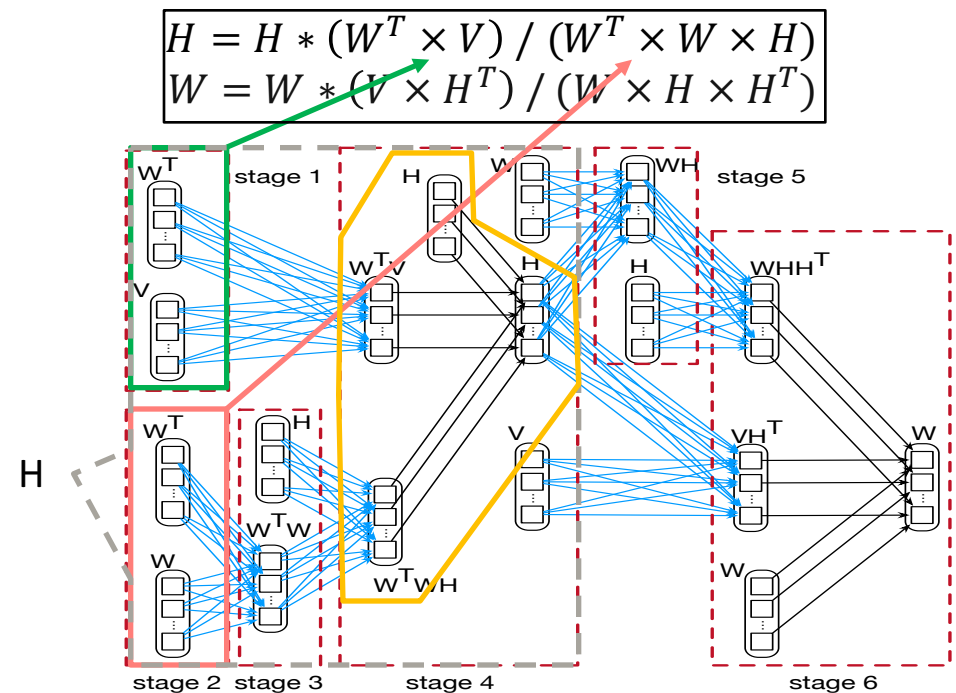 H = H * (W^T × V) / (W^T × W × H)
W = W * (V × H^T) / (W × H × H^T)
W^T
stage 1
H
W
WH
stage 5
V
W^TV
H
H
WHH^T
W^T
H
V
VH^T
W
H
W^TW
W
W^TWH
W
stage 2
stage 3
stage 4
stage 6